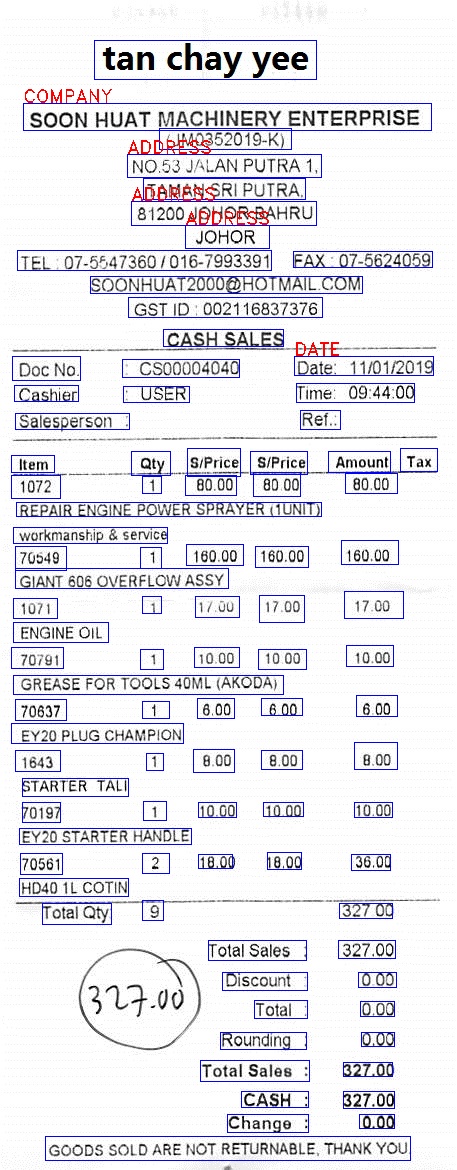 tan chay yee
COMPANY
SOON HUAT MACHINERY ENTERPRISE
(JM0352019-K)
ADDRESS
NO.53 JALAN PUTRA 1,
ADDRESS
TAMAN SRI PUTRA,
ADDRESS
81200 JOHOR BAHRU
JOHOR
TEL : 07-5547360 / 016-7993391 FAX : 07-5624059
SOONHUAT2000@HOTMAIL.COM
GST ID : 002116837376
CASH SALES
DATE
Doc No. : CS00004040 Date: 11/01/2019
Cashier : USER Time: 09:44:00
Salesperson : Ref.:
Item Qty S/Price S/Price Amount Tax
1072 1 80.00 80.00 80.00
REPAIR ENGINE POWER SPRAYER (1UNIT)
workmanship & service
70549 1 160.00 160.00 160.00
GIANT 606 OVERFLOW ASSY
1071 1 17.00 17.00 17.00
ENGINE OIL
70791 1 10.00 10.00 10.00
GREASE FOR TOOLS 40ML (AKODA)
70637 1 6.00 6.00 6.00
EY20 PLUG CHAMPION
1643 1 8.00 8.00 8.00
STARTER TALI
70197 1 10.00 10.00 10.00
EY20 STARTER HANDLE
70561 2 18.00 18.00 36.00
HD40 1L COTIN
Total Qty 9 327.00
Total Sales : 327.00
Discount : 0.00
327.00
Total : 0.00
Rounding : 0.00
Total Sales : 327.00
CASH : 327.00
Change : 0.00
GOODS SOLD ARE NOT RETURNABLE, THANK YOU